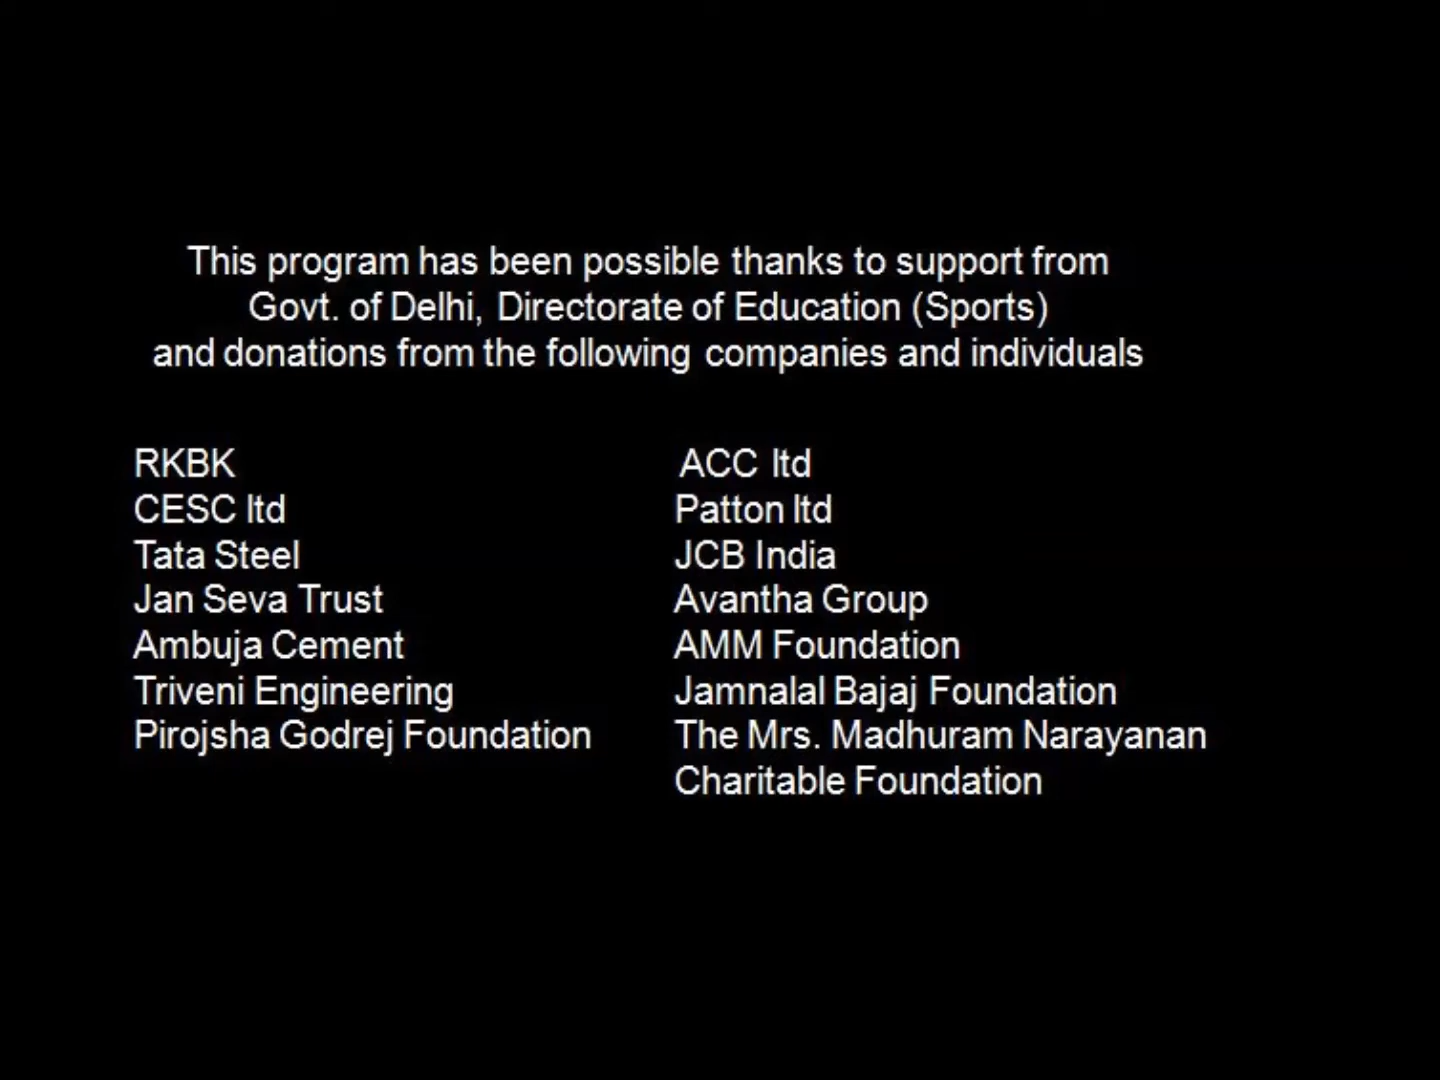 This program has been possible thanks to support from
Govt. of Delhi, Directorate of Education (Sports)
and donations from the following companies and individuals
RKBK
CESC ltd
Tata Steel
Jan Seva Trust
Ambuja Cement
Triveni Engineering
Pirojsha Godrej Foundation
ACC ltd
Patton ltd
JCB India
Avantha Group
AMM Foundation
Jamnalal Bajaj Foundation
The Mrs. Madhuram Narayanan
Charitable Foundation